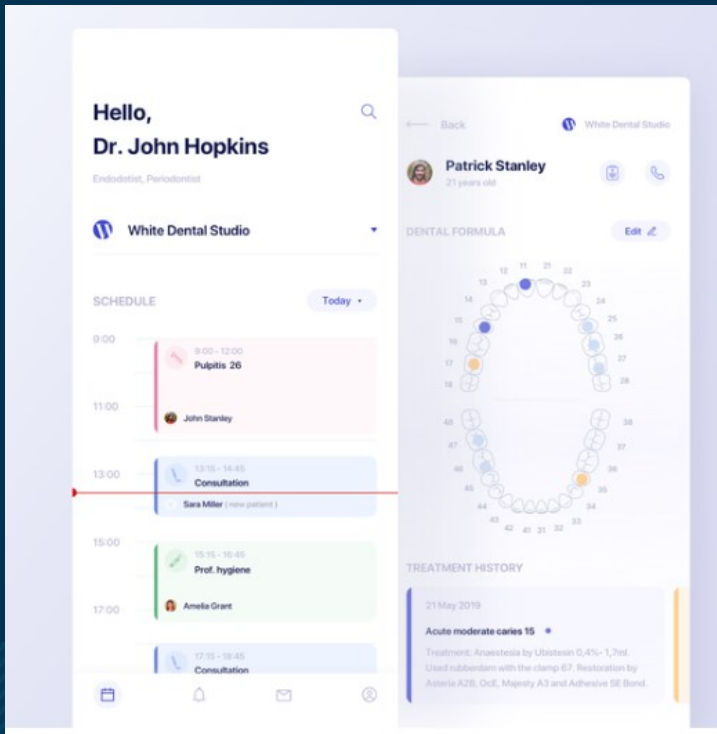 Hello,
Dr. John Hopkins
Endodotist, Periodontist
White Dental Studio
SCHEDULE
Today
9:00
9:00 - 12:00
Pulpitis 26
11:00
John Stanley
13:00
13:15 - 14:45
Consultation
Sara Miller ( new patient )
15:00
15:15 - 16:45
Prof. hygiene
17:00
Amelia Grant
17:15 - 18:45
Consultation
Back
White Dental Studio
Patrick Stanley
21 years old
DENTAL FORMULA
Edit
11 21
12 22
13 23
14 24
15 25
16 26
17 27
18 28
48 38
47 37
46 36
45 35
44 34
43 42 41 31 32 33
TREATMENT HISTORY
21 May 2019
Acute moderate caries 15
Treatment: Anaestesia by Ubistesin 0,4%- 1,7ml.
Used rubberdam with the clamp 67. Restoration by
Asteria A2B, OcE, Majesty A3 and Adhesive SE Bond.